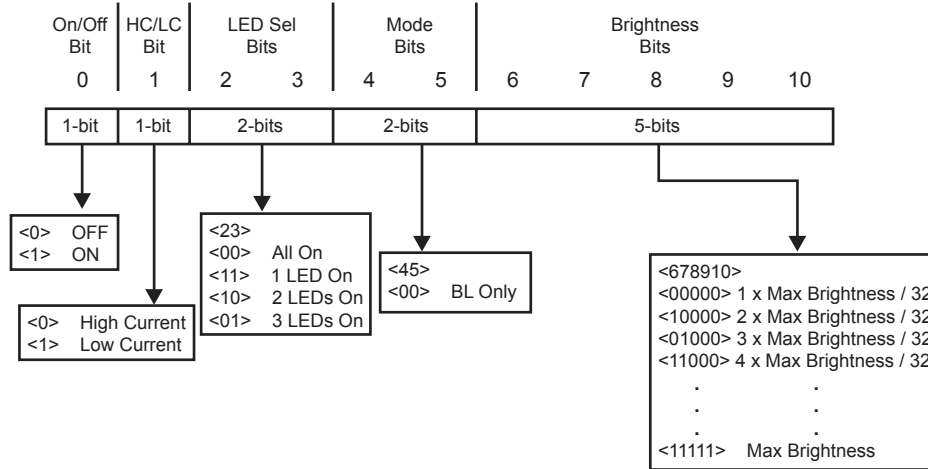 On/Off HC/LC LED Sel Mode Brightness
Bit Bit Bits Bits Bits
0 1 2 3 4 5 6 7 8 9 10
1-bit 1-bit 2-bits 2-bits 5-bits
<0> OFF
<1> ON
<0> High Current
<1> Low Current
<23>
<00> All On
<11> 1 LED On
<10> 2 LEDs On
<01> 3 LEDs On
<45>
<00> BL Only
<678910>
<00000> 1 x Max Brightness / 32
<10000> 2 x Max Brightness / 32
<01000> 3 x Max Brightness / 32
<11000> 4 x Max Brightness / 32
. .
. .
. .
<11111> Max Brightness